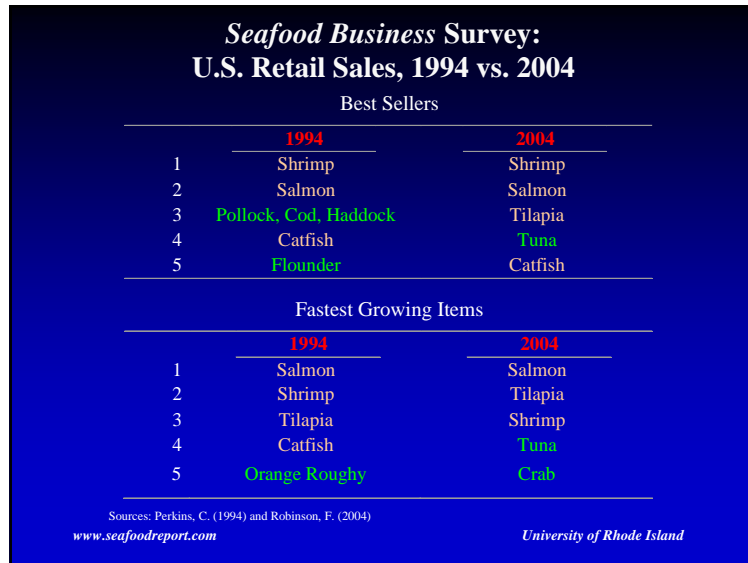 Seafood Business Survey:
U.S. Retail Sales, 1994 vs. 2004
Best Sellers
1994 2004
1 Shrimp Shrimp
2 Salmon Salmon
3 Pollock, Cod, Haddock Tilapia
4 Catfish Tuna
5 Flounder Catfish
Fastest Growing Items
1994 2004
1 Salmon Salmon
2 Shrimp Tilapia
3 Tilapia Shrimp
4 Catfish Tuna
5 Orange Roughy Crab
Sources: Perkins, C. (1994) and Robinson, F. (2004)
www.seafoodreport.com University of Rhode Island